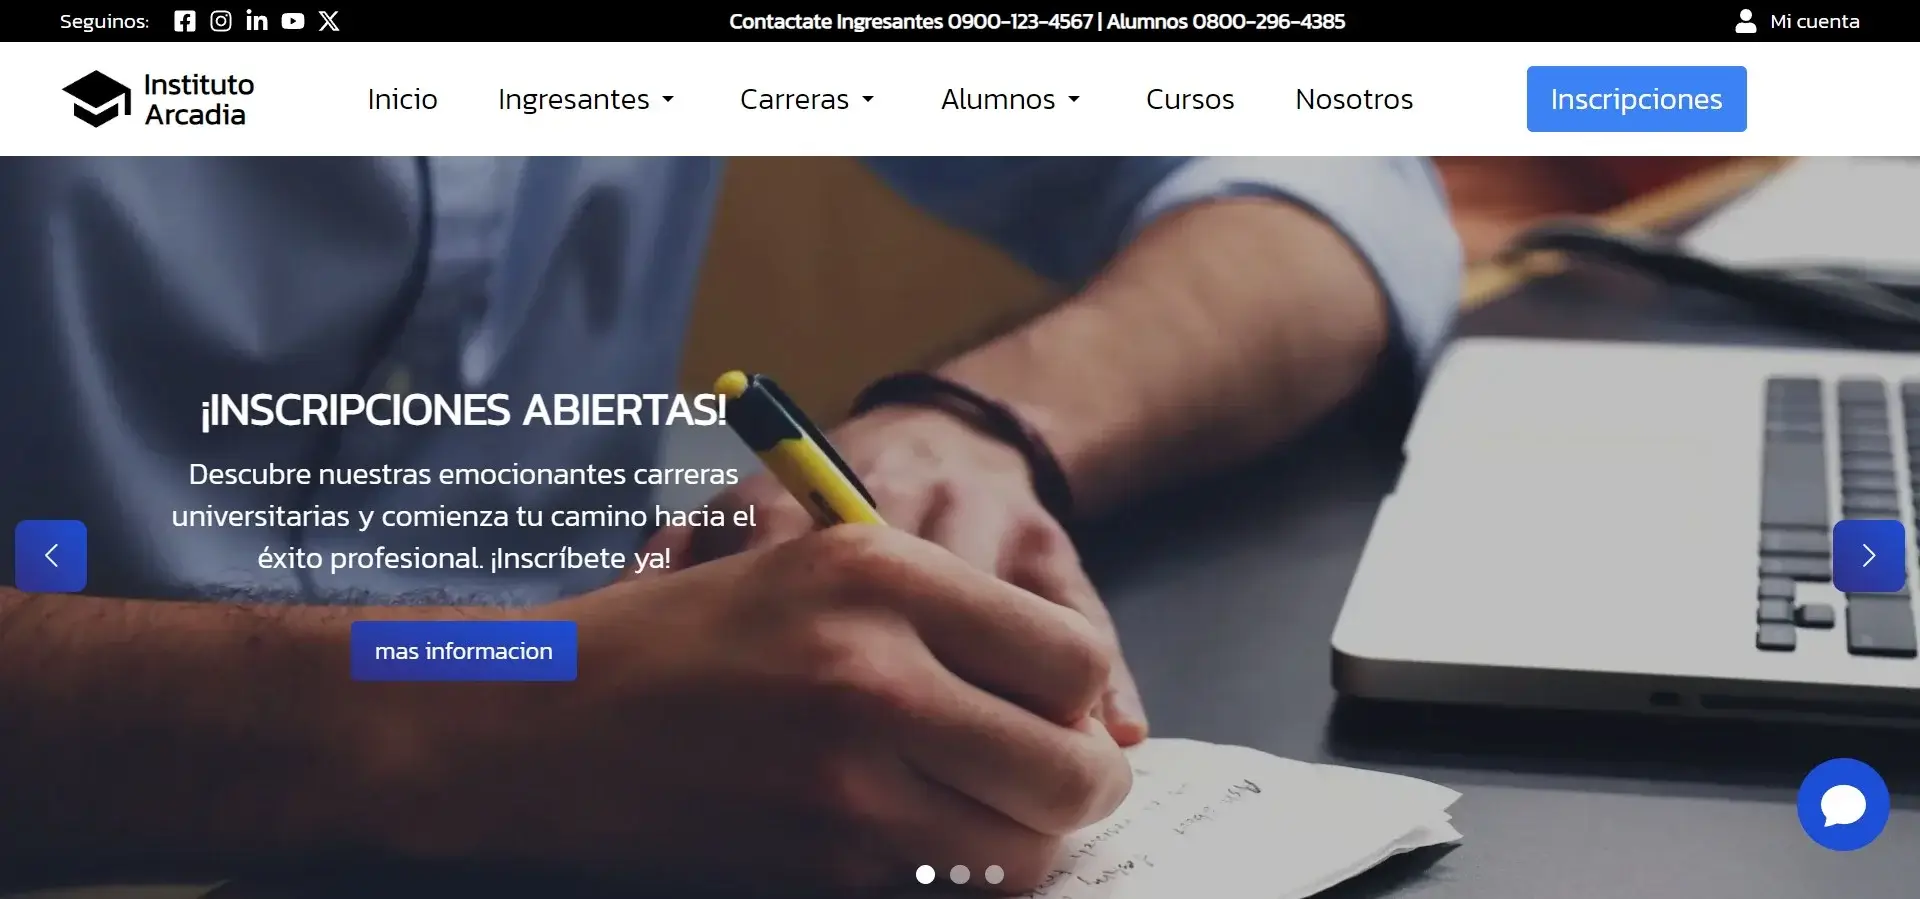 Seguinos:
Contactate Ingresantes 0900-123-4567 | Alumnos 0800-296-4385
Mi cuenta
Instituto
Arcadia
Inicio
Ingresantes
Carreras
Alumnos
Cursos
Nosotros
Inscripciones
¡INSCRIPCIONES ABIERTAS!
Descubre nuestras emocionantes carreras
universitarias y comienza tu camino hacia el
éxito profesional. ¡Inscríbete ya!
mas informacion